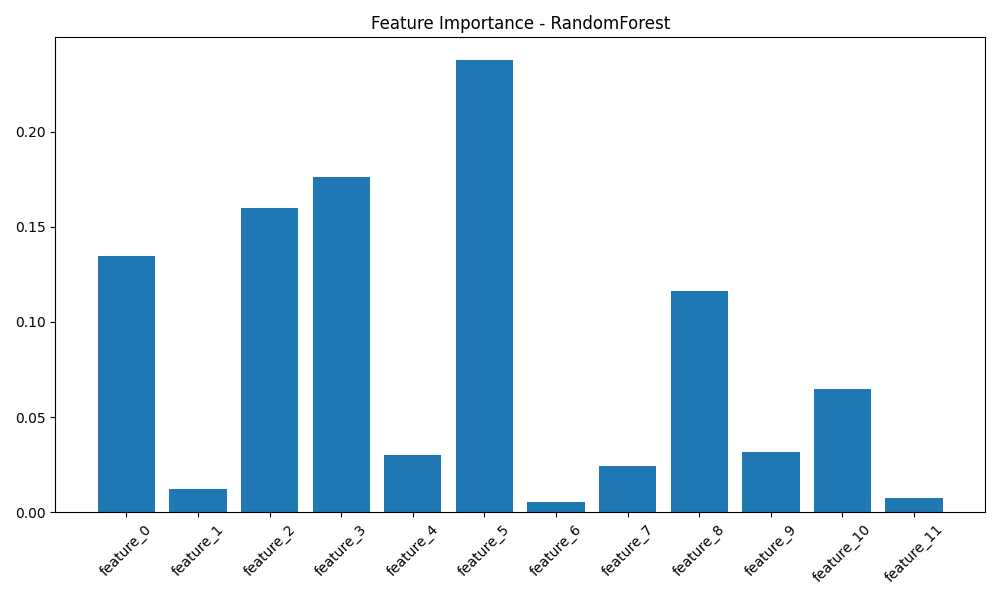 Feature Importance - RandomForest
0.20
0.15
0.10
0.05
0.00
feature_0
feature_1
feature_2
feature_3
feature_4
feature_5
feature_6
feature_7
feature_8
feature_9
feature_10
feature_11